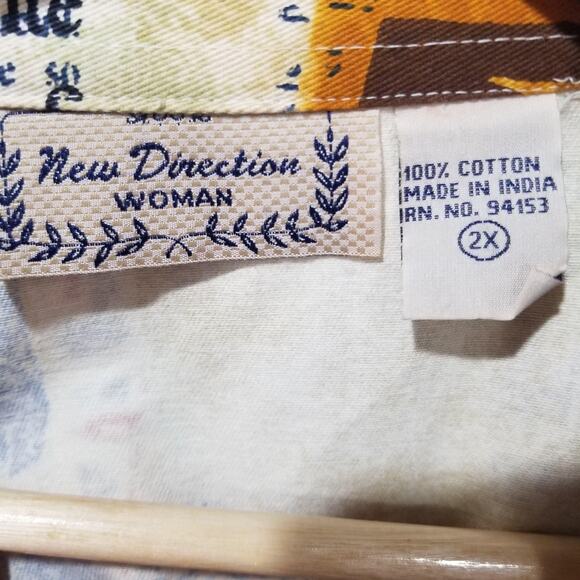 New Direction
WOMAN
100% COTTON
MADE IN INDIA
RN. NO. 94153
2X